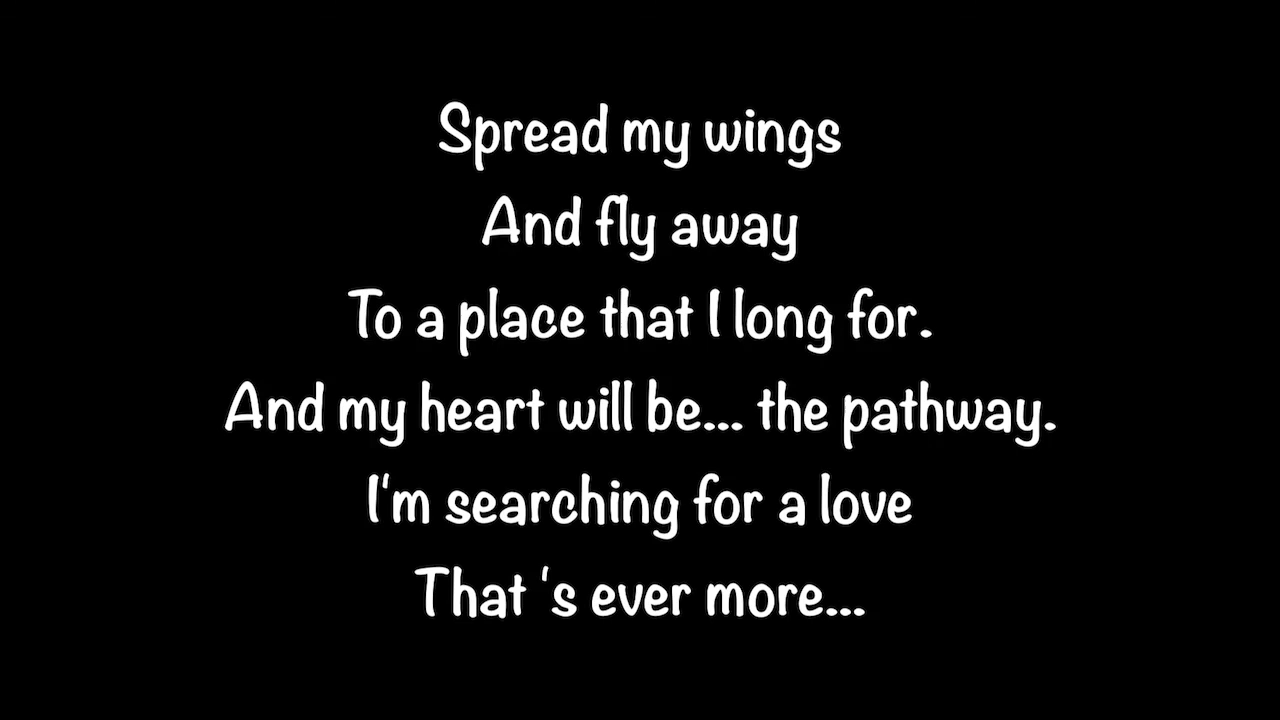 Spread my wings
And fly away
To a place that I long for.
And my heart will be... the pathway.
I'm searching for a love
That 's ever more...